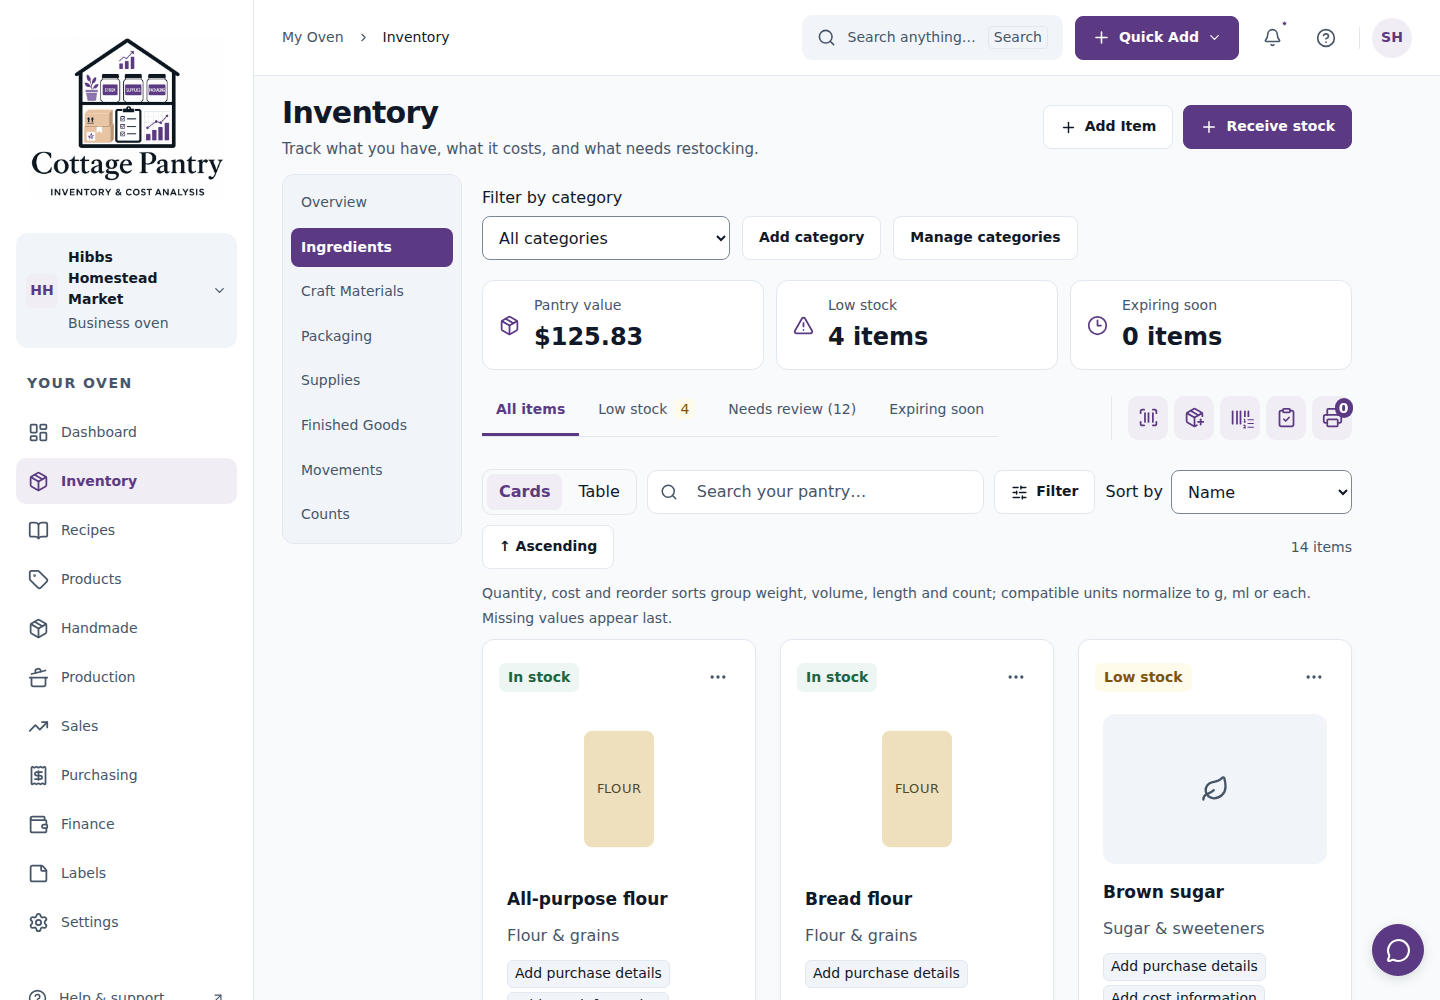 Cottage Pantry
INVENTORY & COST ANALYSIS
HH
Hibbs
Homestead
Market
Business oven
YOUR OVEN
Dashboard
Inventory
Recipes
Products
Handmade
Production
Sales
Purchasing
Finance
Labels
Settings
Help & support
My Oven > Inventory
Search anything… Search
+ Quick Add
SH
Inventory
Track what you have, what it costs, and what needs restocking.
+ Add Item
+ Receive stock
Overview
Ingredients
Craft Materials
Packaging
Supplies
Finished Goods
Movements
Counts
Filter by category
All categories
Add category
Manage categories
Pantry value
$125.83
Low stock
4 items
Expiring soon
0 items
All items
Low stock 4
Needs review (12)
Expiring soon
0
Cards
Table
Search your pantry…
Filter
Sort by
Name
↑ Ascending
14 items
Quantity, cost and reorder sorts group weight, volume, length and count; compatible units normalize to g, ml or each.
Missing values appear last.
In stock
FLOUR
All-purpose flour
Flour & grains
Add purchase details
In stock
FLOUR
Bread flour
Flour & grains
Add purchase details
Low stock
Brown sugar
Sugar & sweeteners
Add purchase details
Add cost information